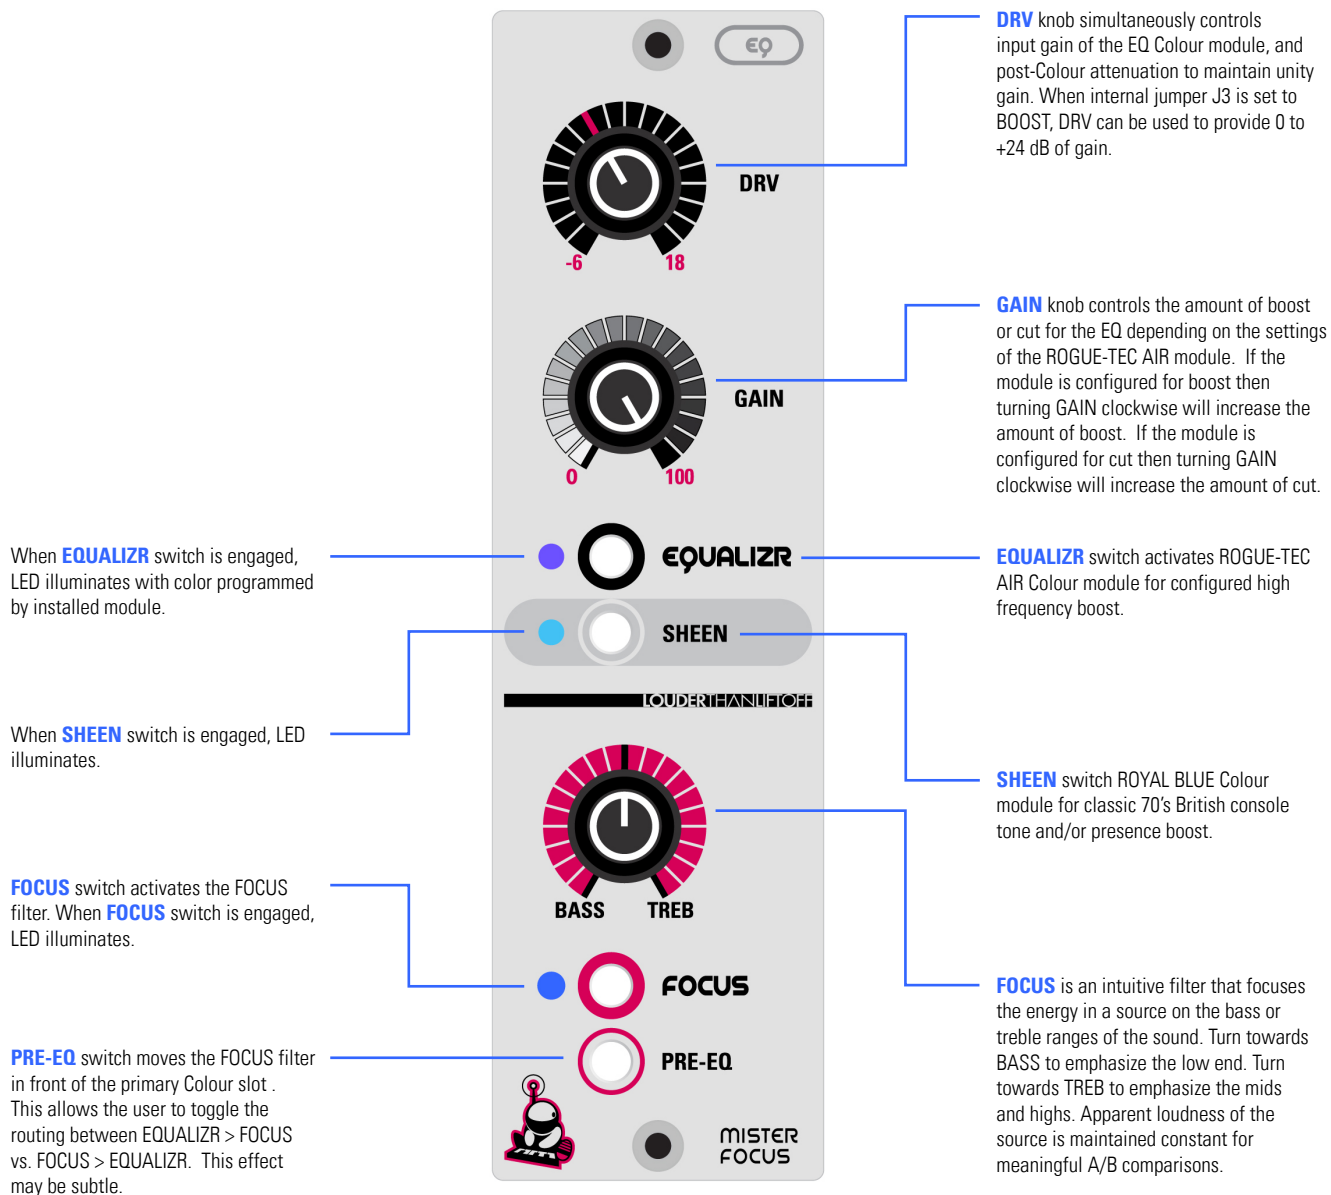 DRV knob simultaneously controls
input gain of the EQ Colour module, and
post-Colour attenuation to maintain unity
gain. When internal jumper J3 is set to
BOOST, DRV can be used to provide 0 to
+24 dB of gain.
EQ
DRV
-6
18
GAIN knob controls the amount of boost
or cut for the EQ depending on the settings
of the ROGUE-TEC AIR module.  If the
module is configured for boost then
turning GAIN clockwise will increase the
amount of boost.  If the module is
configured for cut then turning GAIN
clockwise will increase the amount of cut.
GAIN
0
100
When EQUALIZR switch is engaged,
LED illuminates with color programmed
by installed module.
EQUALIZR
EQUALIZR switch activates ROGUE-TEC
AIR Colour module for configured high
frequency boost.
SHEEN
LOUDERTHANLIFTOFF
When SHEEN switch is engaged, LED
illuminates.
SHEEN switch ROYAL BLUE Colour
module for classic 70's British console
tone and/or presence boost.
BASS
TREB
FOCUS switch activates the FOCUS
filter. When FOCUS switch is engaged,
LED illuminates.
FOCUS
FOCUS is an intuitive filter that focuses
the energy in a source on the bass or
treble ranges of the sound. Turn towards
BASS to emphasize the low end. Turn
towards TREB to emphasize the mids
and highs. Apparent loudness of the
source is maintained constant for
meaningful A/B comparisons.
PRE-EQ switch moves the FOCUS filter
in front of the primary Colour slot .
This allows the user to toggle the
routing between EQUALIZR > FOCUS
vs. FOCUS > EQUALIZR.  This effect
may be subtle.
PRE-EQ
MISTER
FOCUS